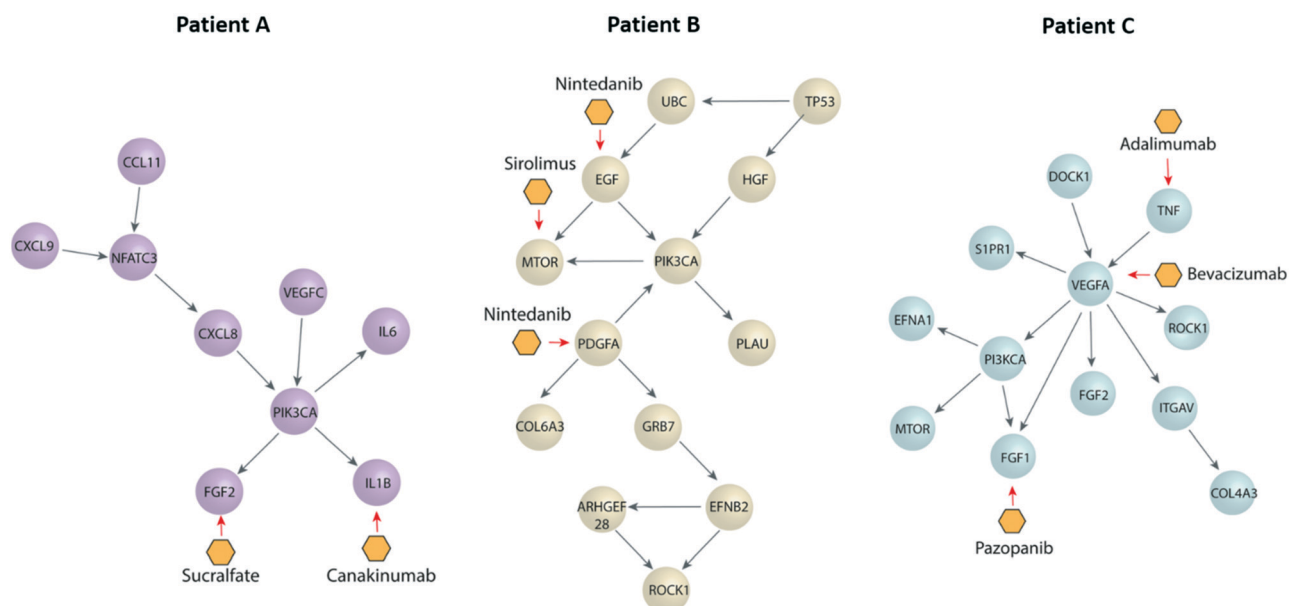 Patient A
CCL11
CXCL9
NFATC3
VEGFC
CXCL8
IL6
PIK3CA
FGF2
IL1B
Sucralfate
Canakinumab
Patient B
Nintedanib
UBC
TP53
Sirolimus
EGF
HGF
MTOR
PIK3CA
Nintedanib
PDGFA
PLAU
COL6A3
GRB7
ARHGEF
28
EFNB2
ROCK1
Patient C
Adalimumab
DOCK1
TNF
S1PR1
VEGFA
Bevacizumab
EFNA1
ROCK1
PI3KCA
FGF2
ITGAV
MTOR
FGF1
COL4A3
Pazopanib